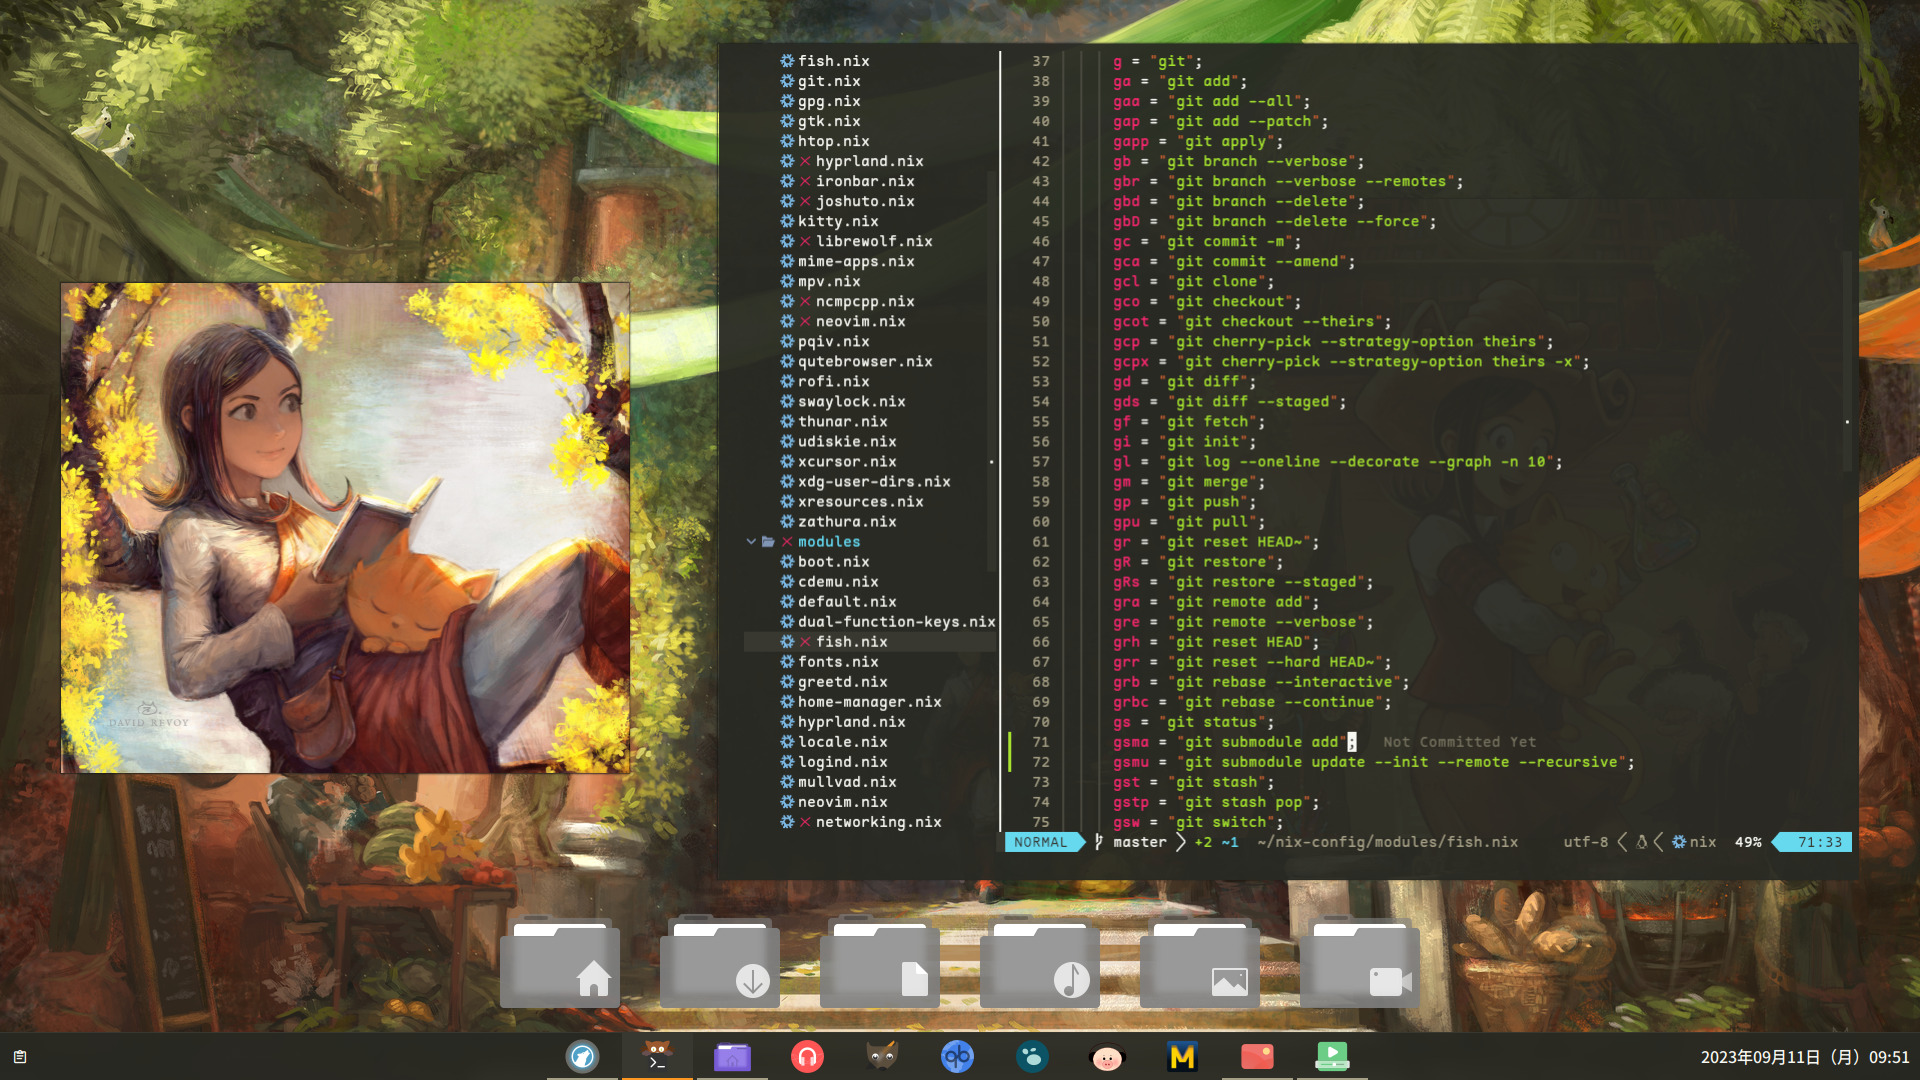 fish.nix
git.nix
gpg.nix
gtk.nix
htop.nix
hyprland.nix
ironbar.nix
joshuto.nix
kitty.nix
librewolf.nix
mime-apps.nix
mpv.nix
ncmpcpp.nix
neovim.nix
pqiv.nix
qutebrowser.nix
rofi.nix
swaylock.nix
thunar.nix
udiskie.nix
xcursor.nix
xdg-user-dirs.nix
xresources.nix
zathura.nix
modules
boot.nix
cdemu.nix
default.nix
dual-function-keys.nix
fish.nix
fonts.nix
greetd.nix
home-manager.nix
hyprland.nix
locale.nix
logind.nix
mullvad.nix
neovim.nix
networking.nix
37 g = "git";
38 ga = "git add";
39 gaa = "git add --all";
40 gap = "git add --patch";
41 gapp = "git apply";
42 gb = "git branch --verbose";
43 gbr = "git branch --verbose --remotes";
44 gbd = "git branch --delete";
45 gbD = "git branch --delete --force";
46 gc = "git commit -m";
47 gca = "git commit --amend";
48 gcl = "git clone";
49 gco = "git checkout";
50 gcot = "git checkout --theirs";
51 gcp = "git cherry-pick --strategy-option theirs";
52 gcpx = "git cherry-pick --strategy-option theirs -x";
53 gd = "git diff";
54 gds = "git diff --staged";
55 gf = "git fetch";
56 gi = "git init";
57 gl = "git log --oneline --decorate --graph -n 10";
58 gm = "git merge";
59 gp = "git push";
60 gpu = "git pull";
61 gr = "git reset HEAD~";
62 gR = "git restore";
63 gRs = "git restore --staged";
64 gra = "git remote add";
65 gre = "git remote --verbose";
66 grh = "git reset HEAD";
67 grr = "git reset --hard HEAD~";
68 grb = "git rebase --interactive";
69 grbc = "git rebase --continue";
70 gs = "git status";
71 gsma = "git submodule add"; Not Committed Yet
72 gsmu = "git submodule update --init --remote --recursive";
73 gst = "git stash";
74 gstp = "git stash pop";
75 gsw = "git switch";
NORMAL master +2 ~1 ~/nix-config/modules/fish.nix utf-8 nix 49% 71:33
DAVID REVOY
2023年09月11日（月）09:51